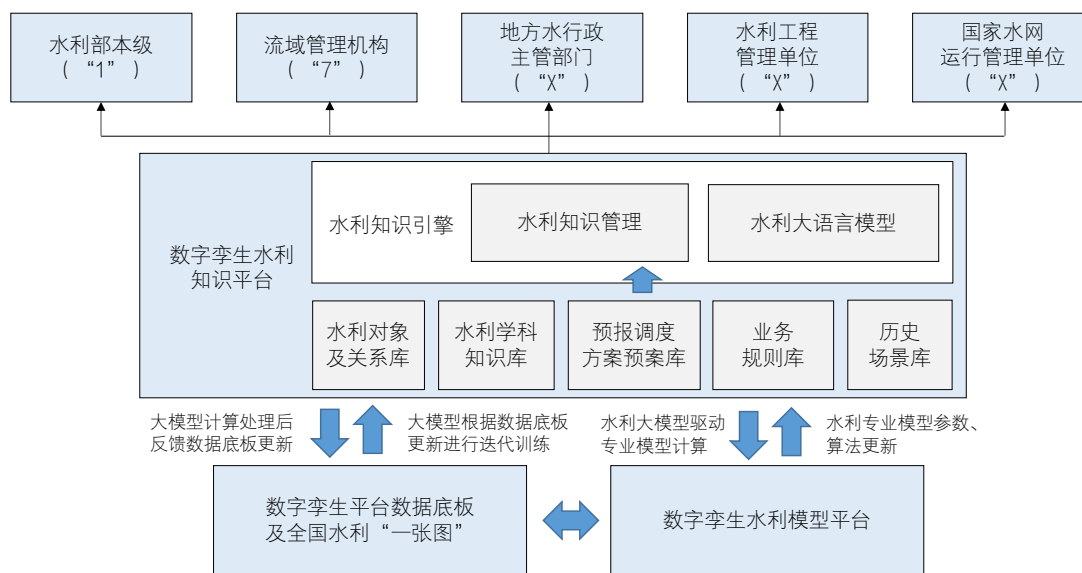 水利部本级
（ “1” ）
流域管理机构
（ “7” ）
地方水行政
主管部门
（ “X” ）
水利工程
管理单位
（ “X” ）
国家水网
运行管理单位
（ “X” ）
数字孪生水利
知识平台
水利知识引擎
水利知识管理
水利大语言模型
水利对象
及关系库
水利学科
知识库
预报调度
方案预案库
业务
规则库
历史
场景库
大模型计算处理后
反馈数据底板更新
大模型根据数据底板
更新进行迭代训练
水利大模型驱动
专业模型计算
水利专业模型参数、
算法更新
数字孪生平台数据底板
及全国水利“一张图”
数字孪生水利模型平台